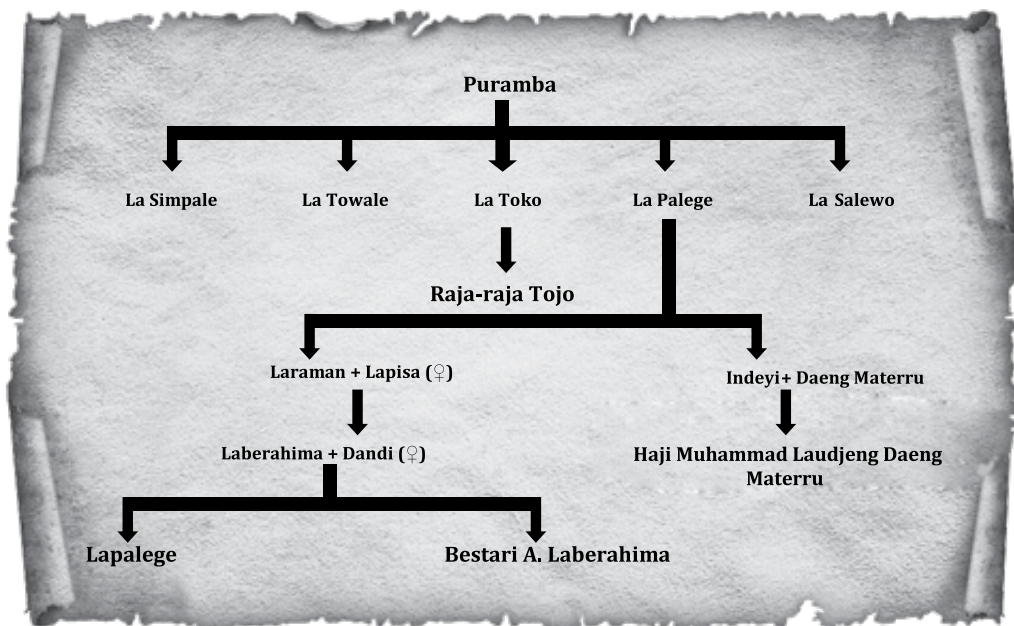 Puramba
La Simpale La Towale La Toko La Palege La Salewo
Raja-raja Tojo
Laraman + Lapisa (♀)
Indeyi+ Daeng Materru
Laberahima + Dandi (♀)
Haji Muhammad Laudjeng Daeng
Materru
Lapalege Bestari A. Laberahima